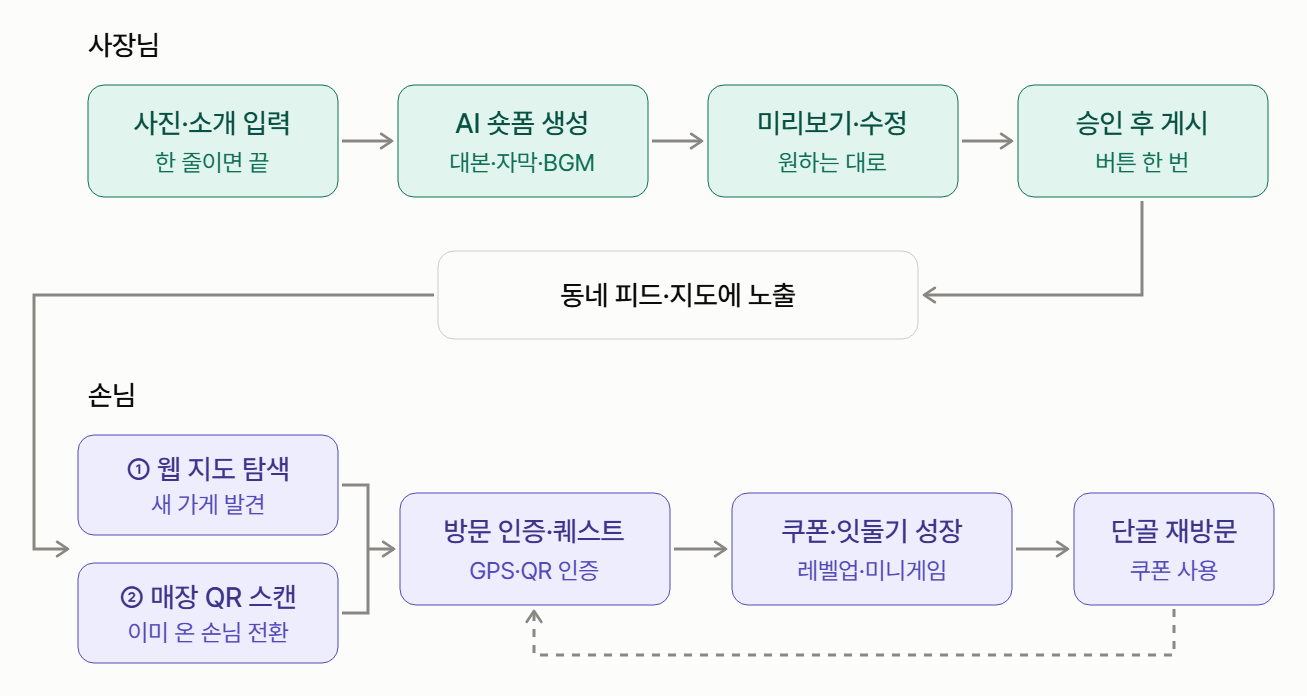 사장님
사진·소개 입력
한 줄이면 끝
AI 숏폼 생성
대본·자막·BGM
미리보기·수정
원하는 대로
승인 후 게시
버튼 한 번
동네 피드·지도에 노출
손님
① 웹 지도 탐색
새 가게 발견
② 매장 QR 스캔
이미 온 손님 전환
방문 인증·퀘스트
GPS·QR 인증
쿠폰·잇둘기 성장
레벨업·미니게임
단골 재방문
쿠폰 사용